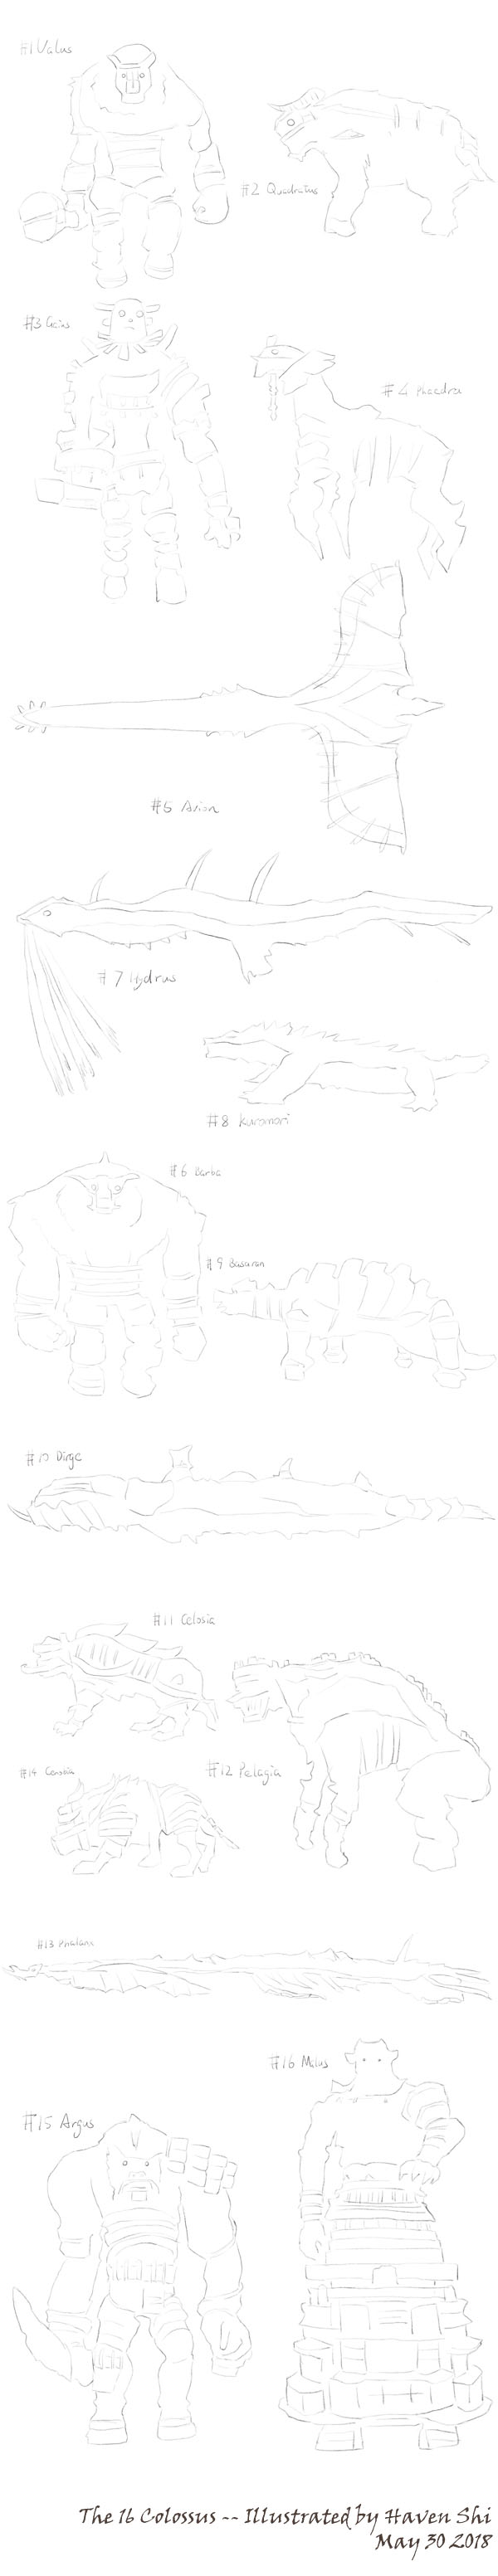 #1 Valus
#2 Quadratus
#3 Gaius
#4 Phaedra
#5 Avion
#7 Hydrus
#8 kuromori
#6 Barba
#9 Basaran
#10 Dirge
#11 Celosia
#14 Cenobia
#12 Pelagia
#13 Phalanx
#16 Malus
#15 Argus
The 16 Colossus -- Illustrated by Haven Shi
May 30 2018